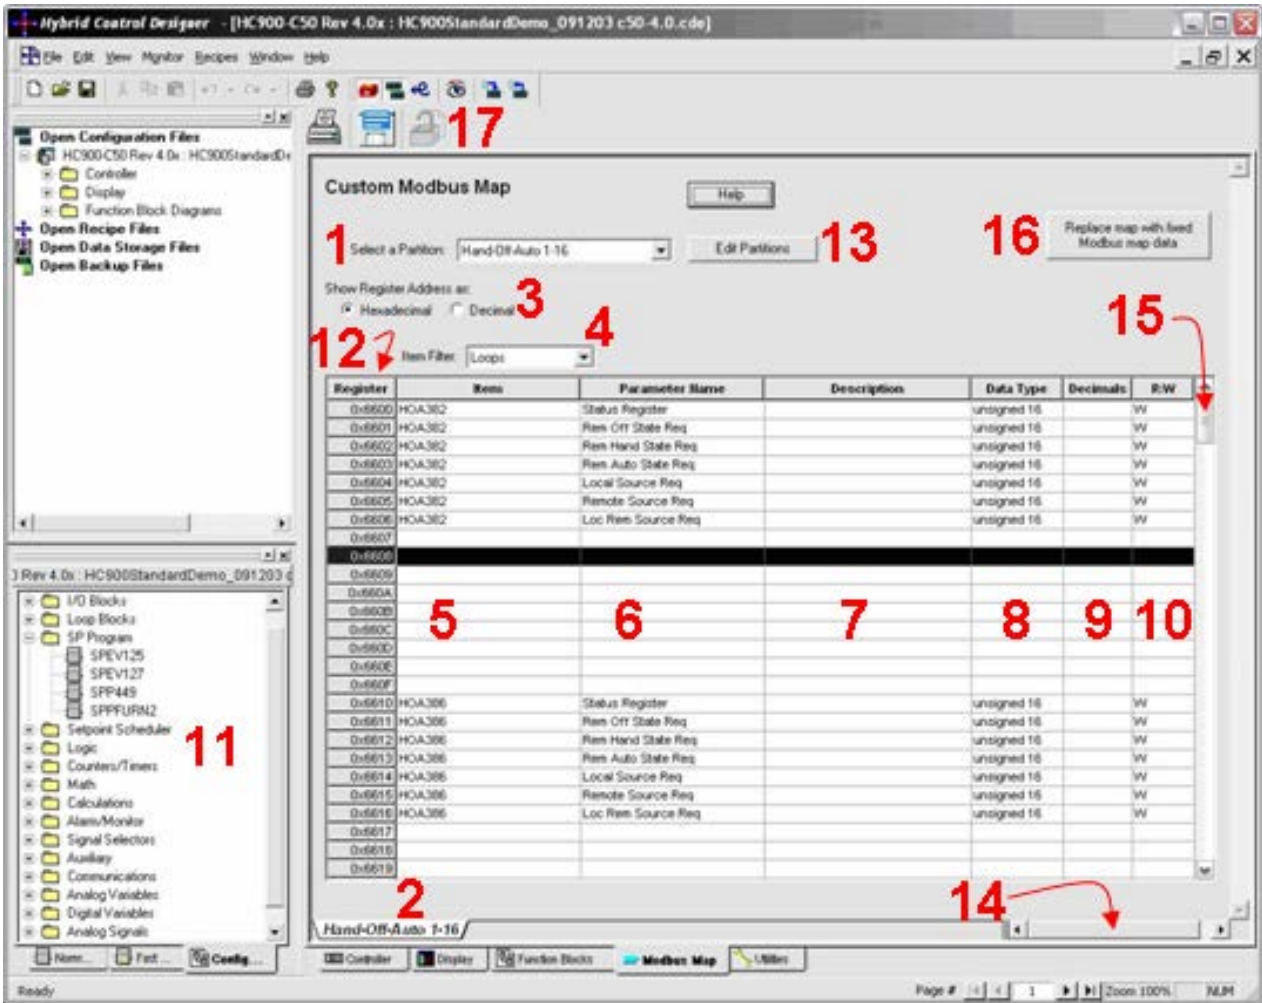 Hybrid Control Designer - [HC900-C50 Rev 4.0x : HC900StandardDemo_091203 c50-4.0.cde]
File Edit View Monitor Recipes Window Help
17
Open Configuration Files
HC900-C50 Rev 4.0x : HC900StandardDe
Controller
Display
Function Block Diagrams
Open Recipe Files
Open Data Storage Files
Open Backup Files
Custom Modbus Map
Help
1 Select a Partition: Hand-Off-Auto 1-16 Edit Partitions 13
16 Replace map with fixed
Modbus map data
Show Register Address as:
Hexadecimal Decimal 3
15
12 Item Filter: Loops 4
Register Item Parameter Name Description Data Type Decimals R:W
0x6600 HOA382 Status Register unsigned 16 W
0x6601 HOA382 Rem Off State Req unsigned 16 W
0x6602 HOA382 Rem Hand State Req unsigned 16 W
0x6603 HOA382 Rem Auto State Req unsigned 16 W
0x6604 HOA382 Local Source Req unsigned 16 W
0x6605 HOA382 Remote Source Req unsigned 16 W
0x6606 HOA382 Loc Rem Source Req unsigned 16 W
0x6607
0x6608
0x6609
0x660A
0x660B
0x660C
0x660D
0x660E
0x660F
5 6 7 8 9 10
0x6610 HOA386 Status Register unsigned 16 W
0x6611 HOA386 Rem Off State Req unsigned 16 W
0x6612 HOA386 Rem Hand State Req unsigned 16 W
0x6613 HOA386 Rem Auto State Req unsigned 16 W
0x6614 HOA386 Local Source Req unsigned 16 W
0x6615 HOA386 Remote Source Req unsigned 16 W
0x6616 HOA386 Loc Rem Source Req unsigned 16 W
0x6617
0x6618
0x6619
2
14
Hand-Off-Auto 1-16
Rev 4.0x : HC900StandardDemo_091203
I/O Blocks
Loop Blocks
SP Program
SPEV125
SPEV127
SPP449
SPPFURN2
Setpoint Scheduler
11
Logic
Counters/Timers
Math
Calculations
Alarm/Monitor
Signal Selectors
Auxiliary
Communications
Analog Variables
Digital Variables
Analog Signals
Norm... Fast ... Config ...
Controller Display Function Blocks Modbus Map Utilities
Ready Page # 1 Zoom 100% NUM